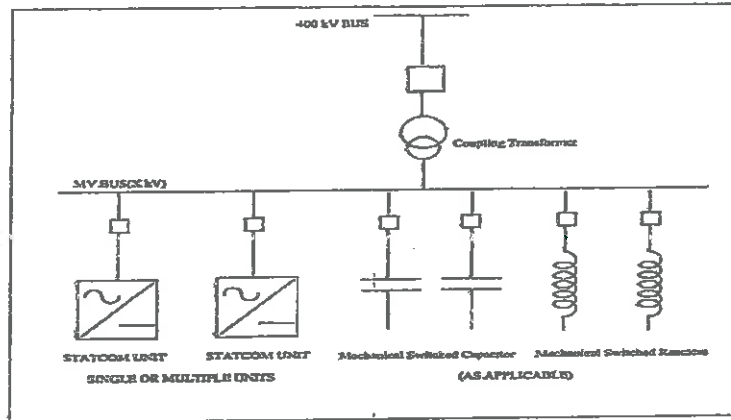 400 kV BUS
Coupling Transformer
MV.BUS(X kV)
STATCOM UNIT
STATCOM UNIT
Mechanical Switched Capacitor
Mechanical Switched Reactors
SINGLE OR MULTIPLE UNITS
(AS APPLICABLE)